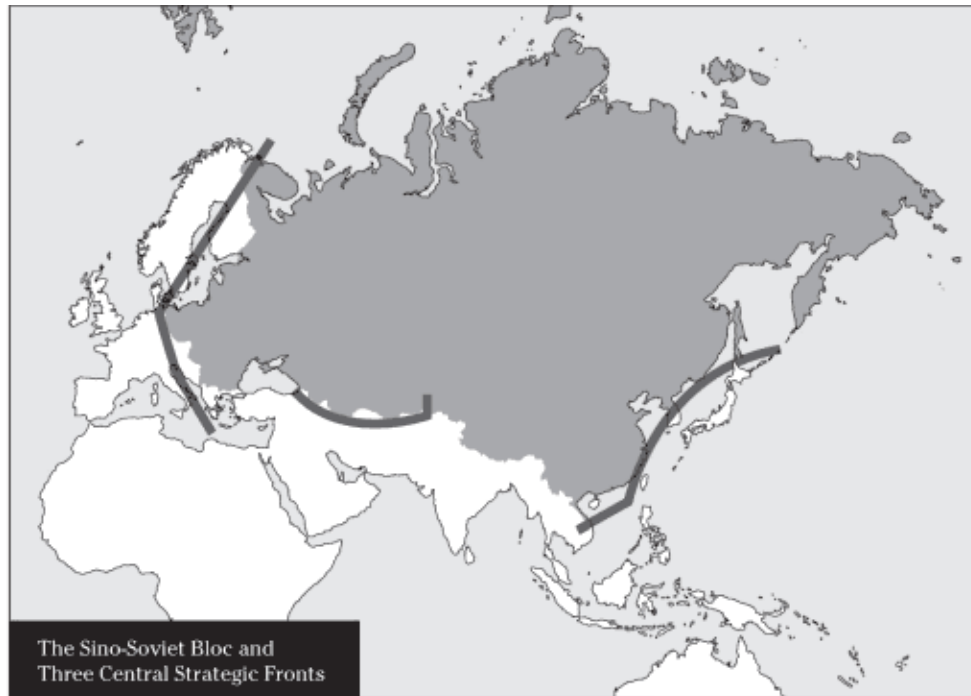 The Sino-Soviet Bloc and
Three Central Strategic Fronts